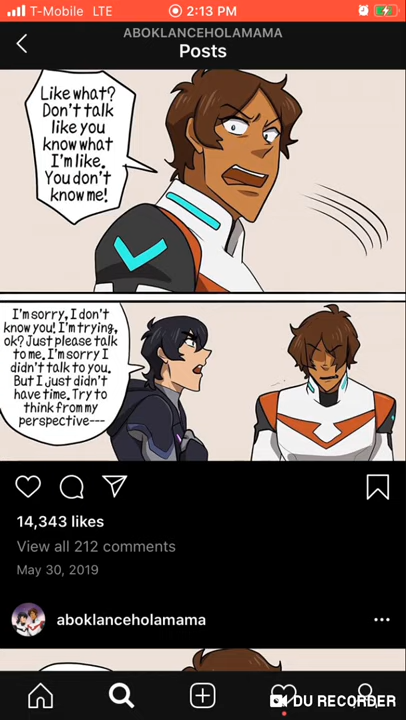 T-Mobile LTE
2:13 PM
ABOKLANCEHOLAMAMA
Posts
Like what?
Don't talk
like you
know what
I'm like.
You don't
know me!
I'm sorry, I don't
know you! I'm trying,
ok? Just please talk
to me. I'm sorry I
didn't talk to you.
But I just didn't
have time. Try to
think from my
perspective---
14,343 likes
View all 212 comments
May 30, 2019
aboklanceholamama
DU RECORDER